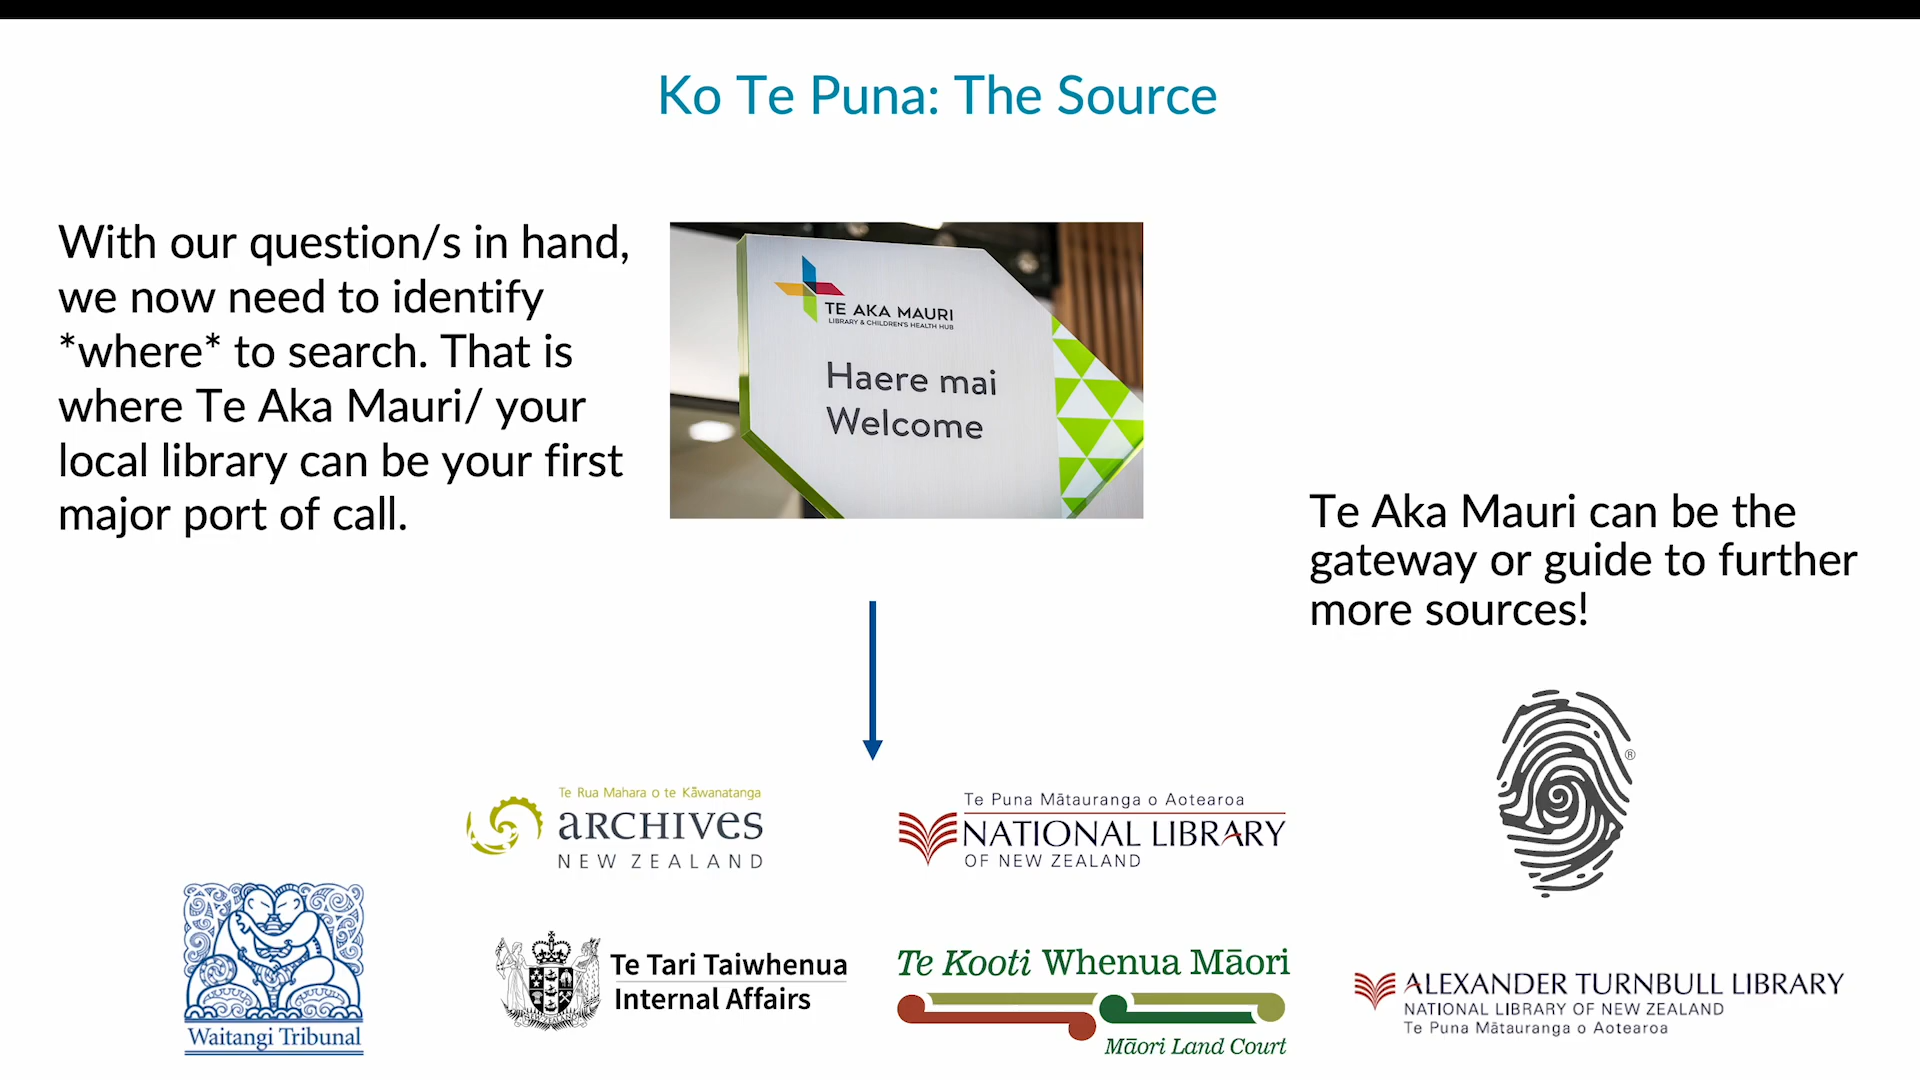 Ko Te Puna: The Source
With our question/s in hand,
we now need to identify
*where* to search. That is
where Te Aka Mauri/ your
local library can be your first
major port of call.
TE AKA MAURI
LIBRARY & CHILDREN'S HEALTH HUB
Haere mai
Welcome
Te Aka Mauri can be the
gateway or guide to further
more sources!
®
Te Rua Mahara o te Kāwanatanga
ARCHIVES
NEW ZEALAND
Te Puna Mātauranga o Aotearoa
NATIONAL LIBRARY
OF NEW ZEALAND
Waitangi Tribunal
Te Tari Taiwhenua
Internal Affairs
Te Kooti Whenua Māori
Māori Land Court
ALEXANDER TURNBULL LIBRARY
NATIONAL LIBRARY OF NEW ZEALAND
Te Puna Mātauranga o Aotearoa